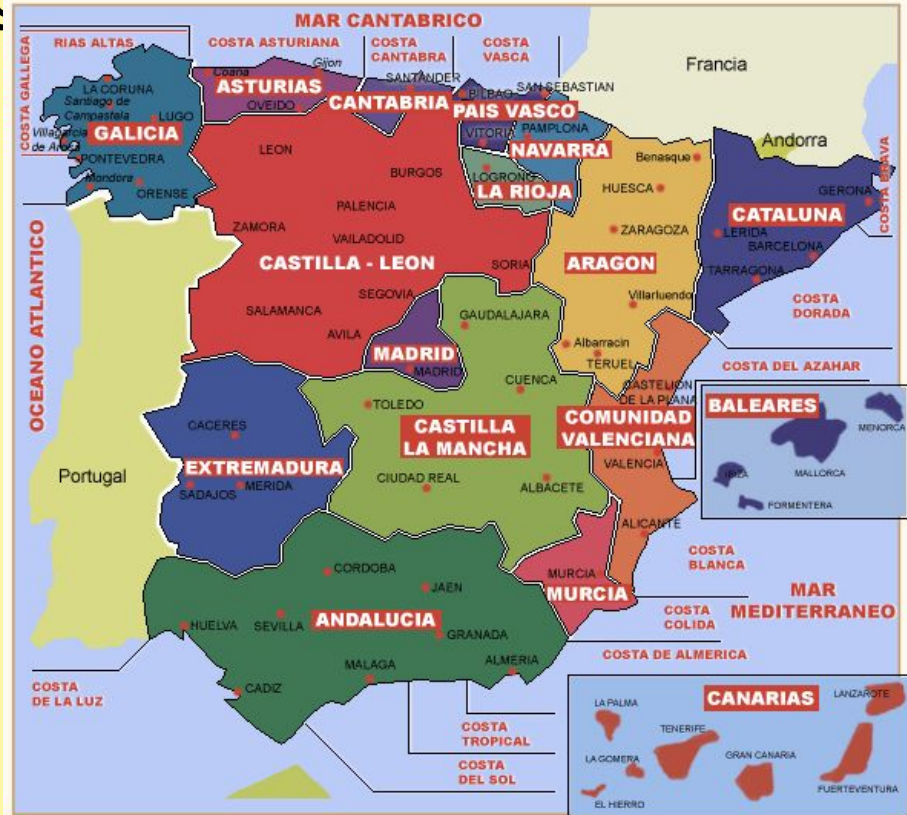 S
MAR CANTABRICO
RIAS ALTAS
COSTA ASTURIANA
COSTA
CANTABRA
COSTA
VASCA
COSTA GALLEGA
Francia
Coana
Gijon
ASTURIAS
OVEIDO
SANTANDER
CANTABRIA
BILBAO
SAN SEBASTIAN
PAIS VASCO
VITORIA
PAMPLONA
NAVARRA
LOGROÑO
LA RIOJA
LA CORUNA
Santiago de
Campastela
LUGO
GALICIA
Villagarcia
de Arosa
PONTEVEDRA
Mondora
ORENSE
LEON
BURGOS
PALENCIA
ZAMORA
VAILADOLID
CASTILLA - LEON
SORIA
SEGOVIA
SALAMANCA
AVILA
Andorra
Benasque
HUESCA
ZARAGOZA
ARAGON
Villarluendo
Albarracin
TERUEL
GERONA
COSTA BRAVA
CATALUNA
LERIDA
BARCELONA
TARRAGONA
COSTA
DORADA
OCEANO ATLANTICO
MADRID
MADRID
GAUDALAJARA
CUENCA
TOLEDO
CASTILLA
LA MANCHA
CIUDAD REAL
ALBACETE
COSTA DEL AZAHAR
CASTELION
DE LA PLANA
COMUNIDAD
VALENCIANA
VALENCIA
ALICANTE
BALEARES
MENORCA
MALLORCA
IBIZA
FORMENTERA
Portugal
CACERES
EXTREMADURA
SADAJOS
MERIDA
COSTA
BLANCA
MURCIA
MURCIA
MAR
MEDITERRANEO
COSTA
COLIDA
COSTA DE ALMERICA
CORDOBA
JAEN
ANDALUCIA
HUELVA
SEVILLA
GRANADA
MALAGA
ALMERIA
CADIZ
COSTA
DE LA LUZ
COSTA
TROPICAL
COSTA
DEL SOL
CANARIAS
LANZAROTE
LA PALMA
TENERIFE
LA GOMERA
GRAN CANARIA
EL HIERRO
FUERTEVENTURA